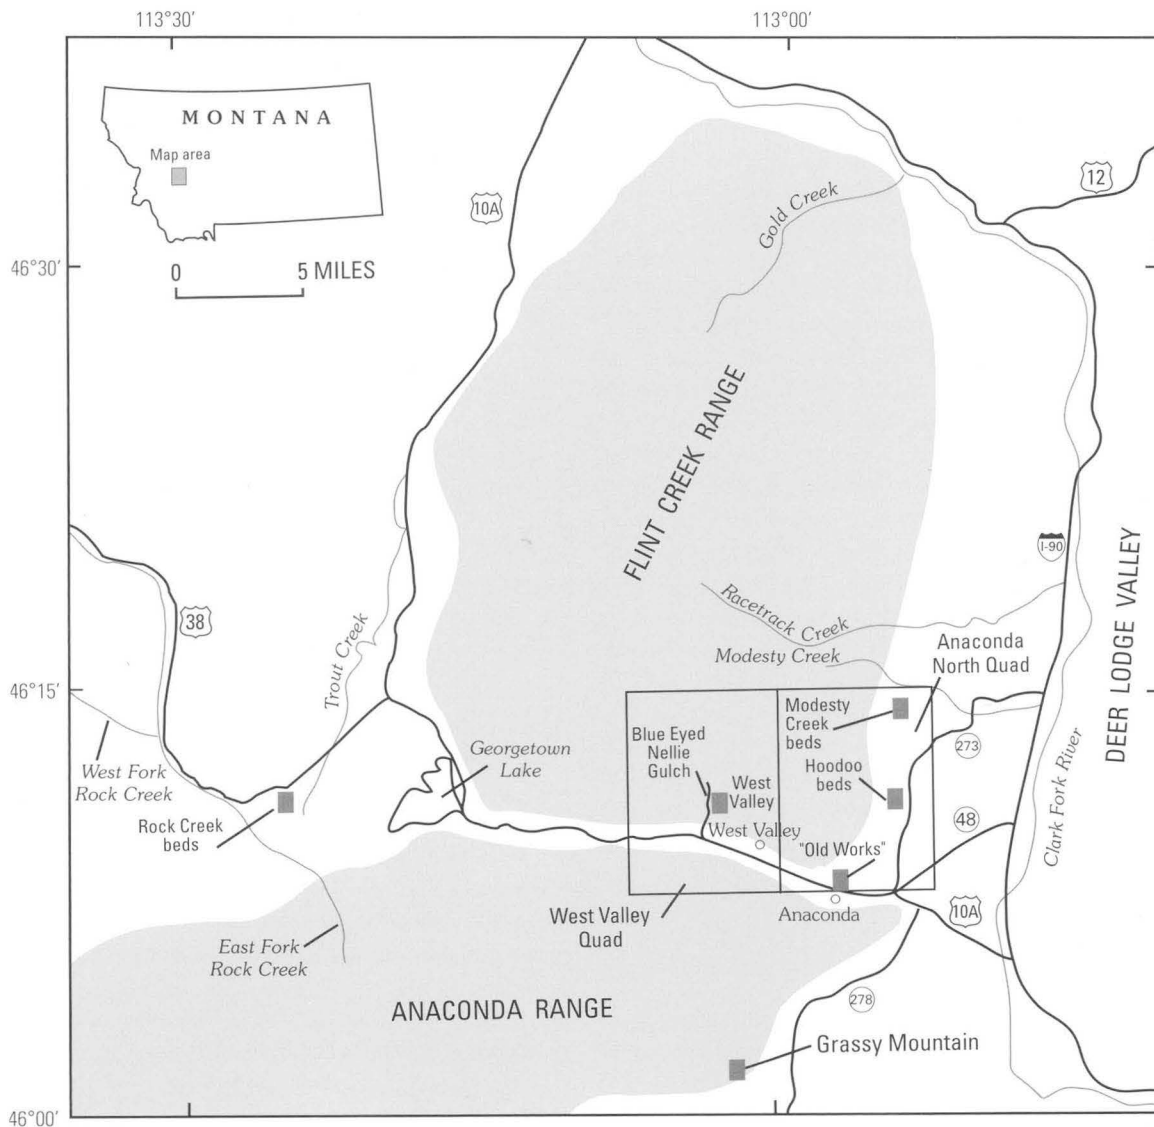 113°30'
113°00'
MONTANA
Map area
10A
12
Gold Creek
46°30'
0
5 MILES
FLINT CREEK RANGE
I-90
DEER LODGE VALLEY
38
Trout Creek
Racetrack Creek
Modesty Creek
Anaconda
North Quad
46°15'
Modesty
Creek
beds
Blue Eyed
Nellie
Gulch
Georgetown
Lake
273
West Fork
Rock Creek
Hoodoo
beds
West
Valley
Clark Fork River
Rock Creek
beds
West Valley
48
"Old Works"
West Valley
Quad
Anaconda
10A
East Fork
Rock Creek
ANACONDA RANGE
278
Grassy Mountain
46°00'